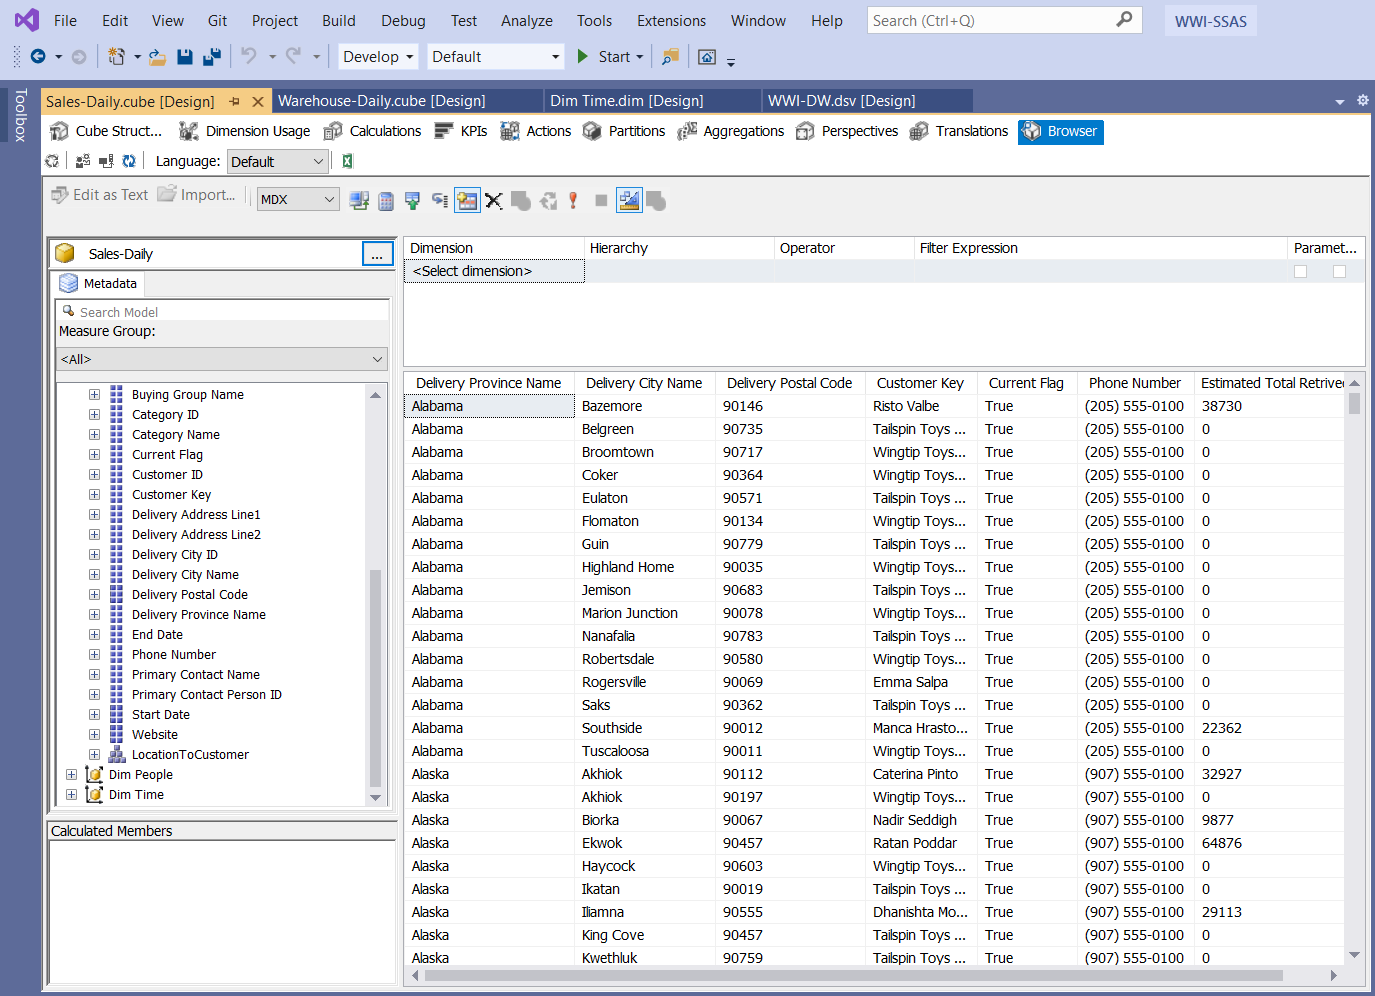 File Edit View Git Project Build Debug Test Analyze Tools Extensions Window Help Search (Ctrl+Q) WWI-SSAS
Develop Default Start
Toolbox
Sales-Daily.cube [Design] Warehouse-Daily.cube [Design] Dim Time.dim [Design] WWI-DW.dsv [Design]
Cube Struct... Dimension Usage Calculations KPIs Actions Partitions Aggregations Perspectives Translations Browser
Language: Default
Edit as Text Import... MDX
Sales-Daily ...
Metadata
Search Model
Measure Group:
<All>
Buying Group Name
Category ID
Category Name
Current Flag
Customer ID
Customer Key
Delivery Address Line1
Delivery Address Line2
Delivery City ID
Delivery City Name
Delivery Postal Code
Delivery Province Name
End Date
Phone Number
Primary Contact Name
Primary Contact Person ID
Start Date
Website
LocationToCustomer
Dim People
Dim Time
Calculated Members
Dimension Hierarchy Operator Filter Expression Paramet...
<Select dimension>
Delivery Province Name Delivery City Name Delivery Postal Code Customer Key Current Flag Phone Number Estimated Total Retrived
Alabama Bazemore 90146 Risto Valbe True (205) 555-0100 38730
Alabama Belgreen 90735 Tailspin Toys ... True (205) 555-0100 0
Alabama Broomtown 90717 Wingtip Toys... True (205) 555-0100 0
Alabama Coker 90364 Wingtip Toys... True (205) 555-0100 0
Alabama Eulaton 90571 Tailspin Toys ... True (205) 555-0100 0
Alabama Flomaton 90134 Wingtip Toys... True (205) 555-0100 0
Alabama Guin 90779 Tailspin Toys ... True (205) 555-0100 0
Alabama Highland Home 90035 Wingtip Toys... True (205) 555-0100 0
Alabama Jemison 90683 Tailspin Toys ... True (205) 555-0100 0
Alabama Marion Junction 90078 Wingtip Toys... True (205) 555-0100 0
Alabama Nanafalia 90783 Tailspin Toys ... True (205) 555-0100 0
Alabama Robertsdale 90580 Wingtip Toys... True (205) 555-0100 0
Alabama Rogersville 90069 Emma Salpa True (205) 555-0100 0
Alabama Saks 90362 Tailspin Toys ... True (205) 555-0100 0
Alabama Southside 90012 Manca Hrasto... True (205) 555-0100 22362
Alabama Tuscaloosa 90011 Wingtip Toys... True (205) 555-0100 0
Alaska Akhiok 90112 Caterina Pinto True (907) 555-0100 32927
Alaska Akhiok 90197 Wingtip Toys... True (907) 555-0100 0
Alaska Biorka 90067 Nadir Seddigh True (907) 555-0100 9877
Alaska Ekwok 90457 Ratan Poddar True (907) 555-0100 64876
Alaska Haycock 90603 Wingtip Toys... True (907) 555-0100 0
Alaska Ikatan 90019 Tailspin Toys ... True (907) 555-0100 0
Alaska Iliamna 90555 Dhanishta Mo... True (907) 555-0100 29113
Alaska King Cove 90457 Tailspin Toys ... True (907) 555-0100 0
Alaska Kwethluk 90759 Tailspin Toys ... True (907) 555-0100 0